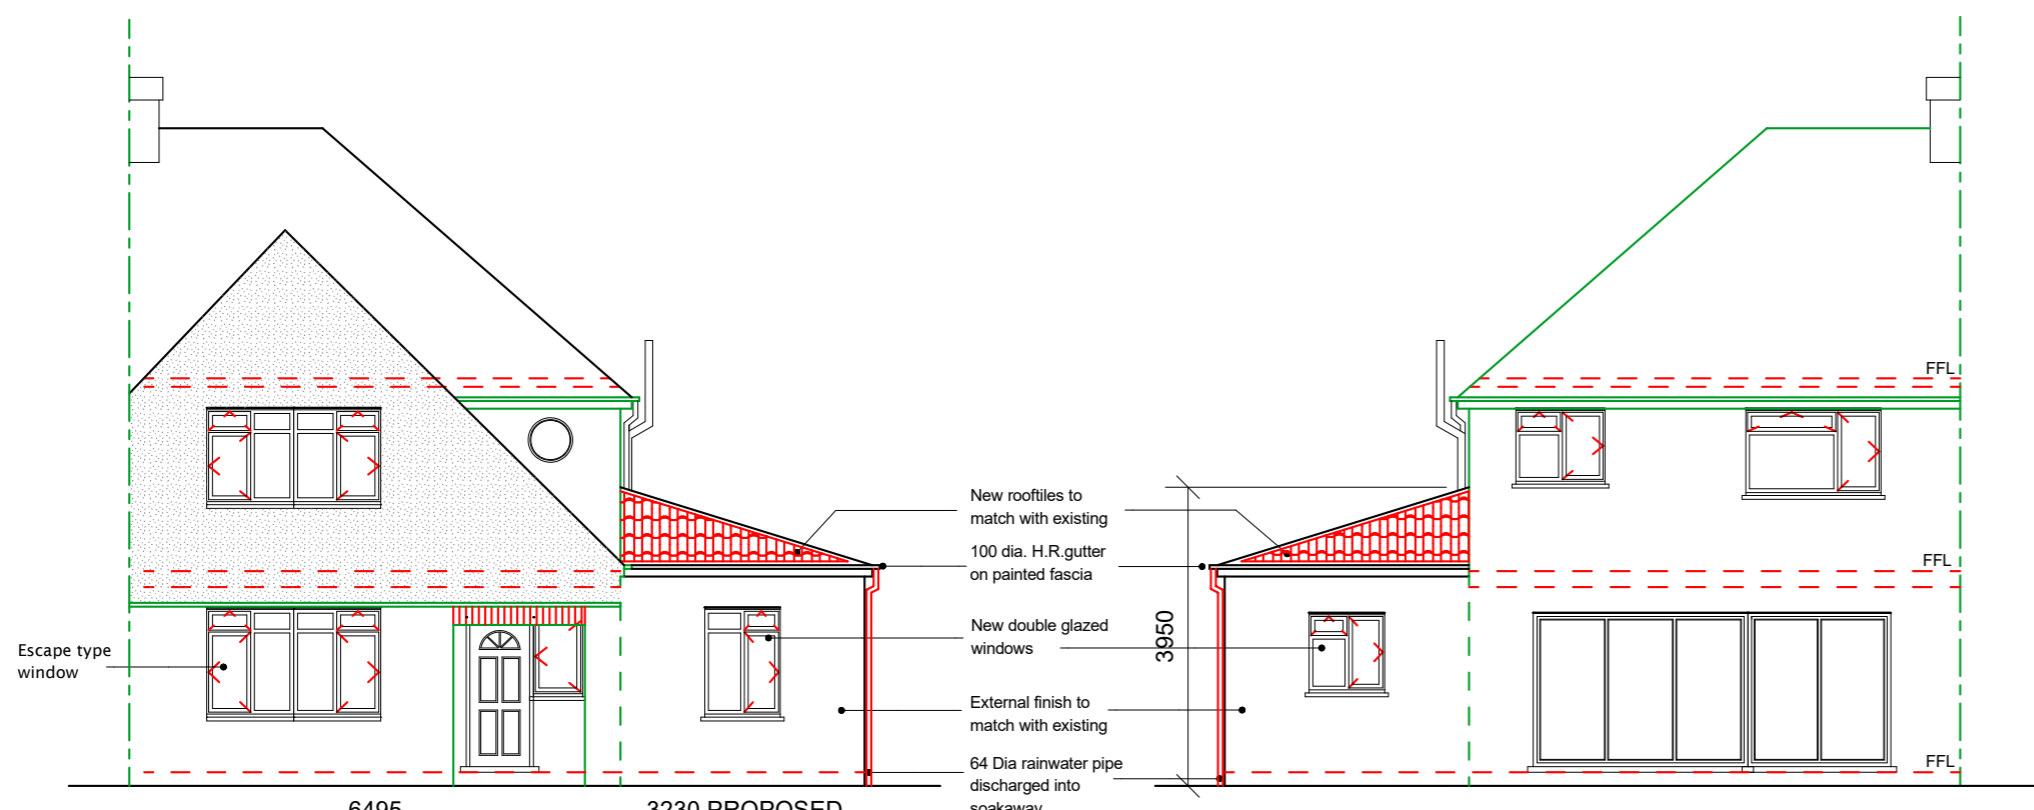 FFL
New rooftiles to
match with existing
100 dia. H.R.gutter
on painted fascia
FFL
New double glazed
windows
3950
Escape type
window
External finish to
match with existing
64 Dia rainwater pipe
discharged into
soakaway
FFL
6495
3230 PROPOSED